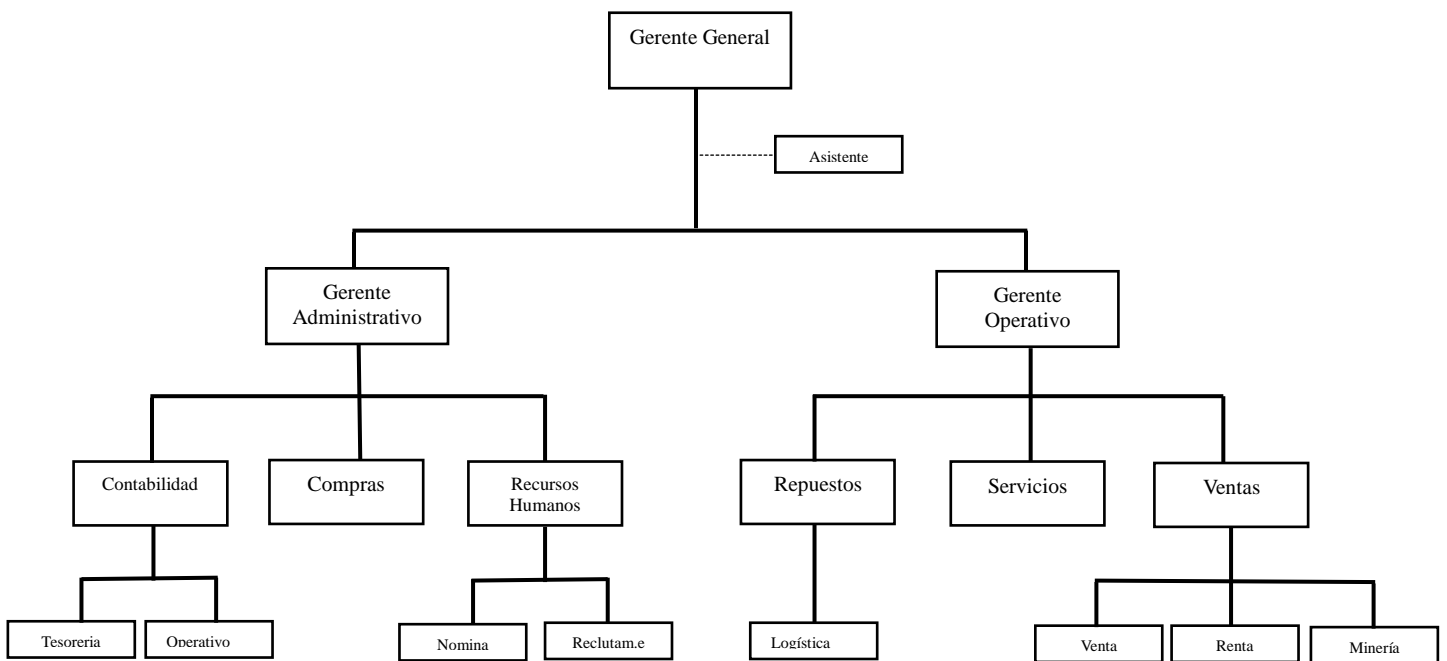 Gerente General
Asistente
Gerente
Administrativo
Gerente
Operativo
Contabilidad
Compras
Recursos
Humanos
Repuestos
Servicios
Ventas
Tesoreria
Operativo
Nomina
Reclutam.e
Logística
Venta
Renta
Minería